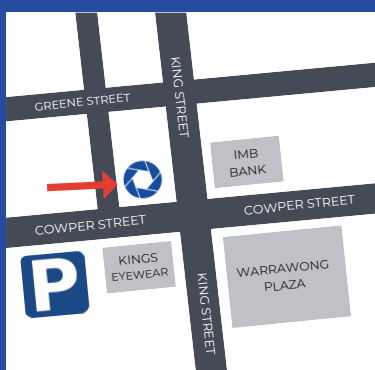 KING STREET
GREENE STREET
IMB
BANK
COWPER STREET
COWPER STREET
KINGS
EYEWEAR
P
WARRAWONG
PLAZA
KING STREET